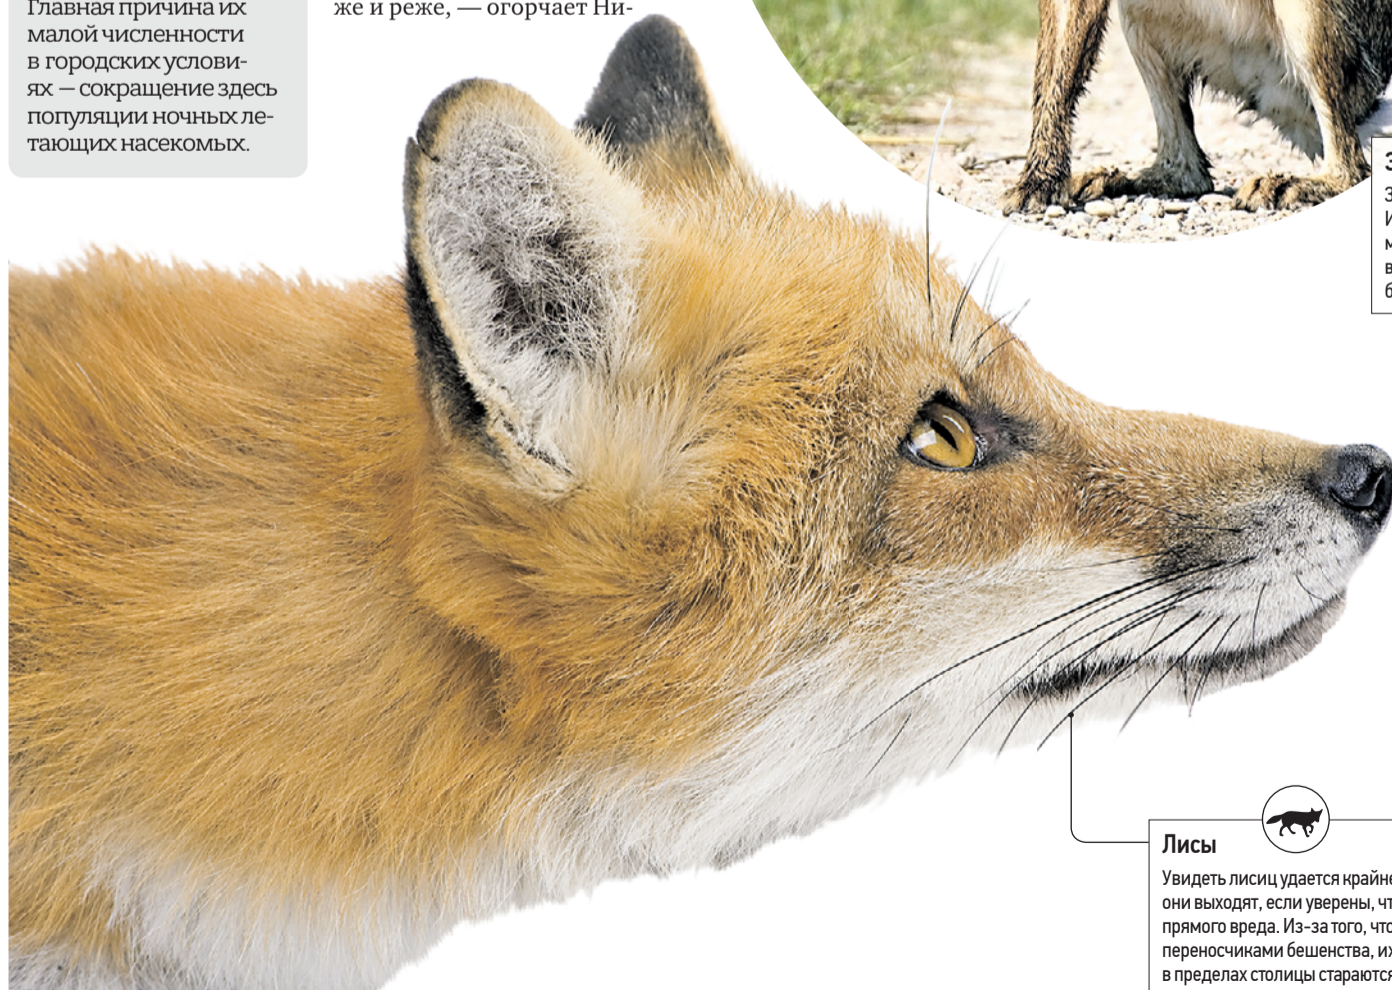 Главная причина их
малой численности
в городских услови-
ях — сокращение здесь
популяции ночных ле-
тающих насекомых.
же и реже, — огорчает Ни-
Лисы
Увидеть лисиц удается крайне
они выходят, если уверены, чт
прямого вреда. Из-за того, что
переносчиками бешенства, их
в пределах столицы стараются